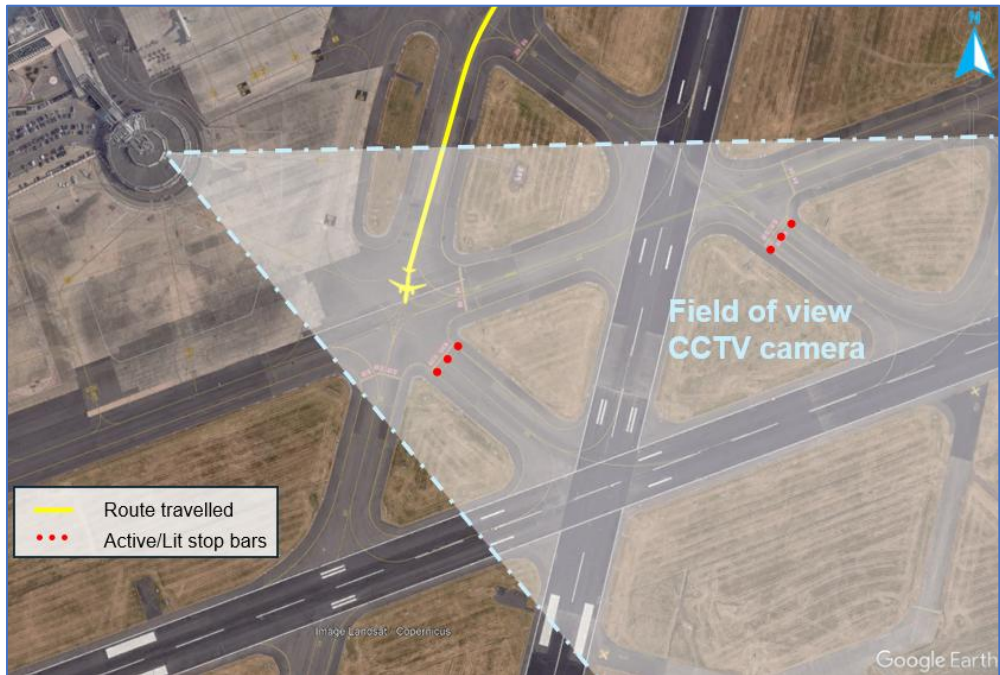 N
Field of view
CCTV camera
Route travelled
Active/Lit stop bars
Image Landsat / Copernicus
Google Earth